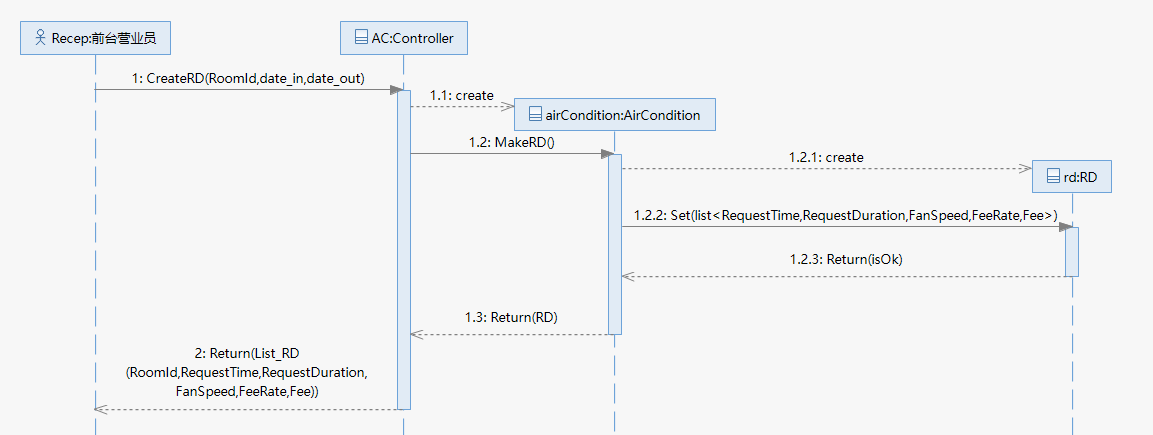 Recep:前台营业员
AC:Controller
1: CreateRD(RoomId,date_in,date_out)
1.1: create
airCondition:AirCondition
1.2: MakeRD()
1.2.1: create
rd:RD
1.2.2: Set(list<RequestTime,RequestDuration,FanSpeed,FeeRate,Fee>)
1.2.3: Return(isOk)
1.3: Return(RD)
2: Return(List_RD
(RoomId,RequestTime,RequestDuration,
FanSpeed,FeeRate,Fee))